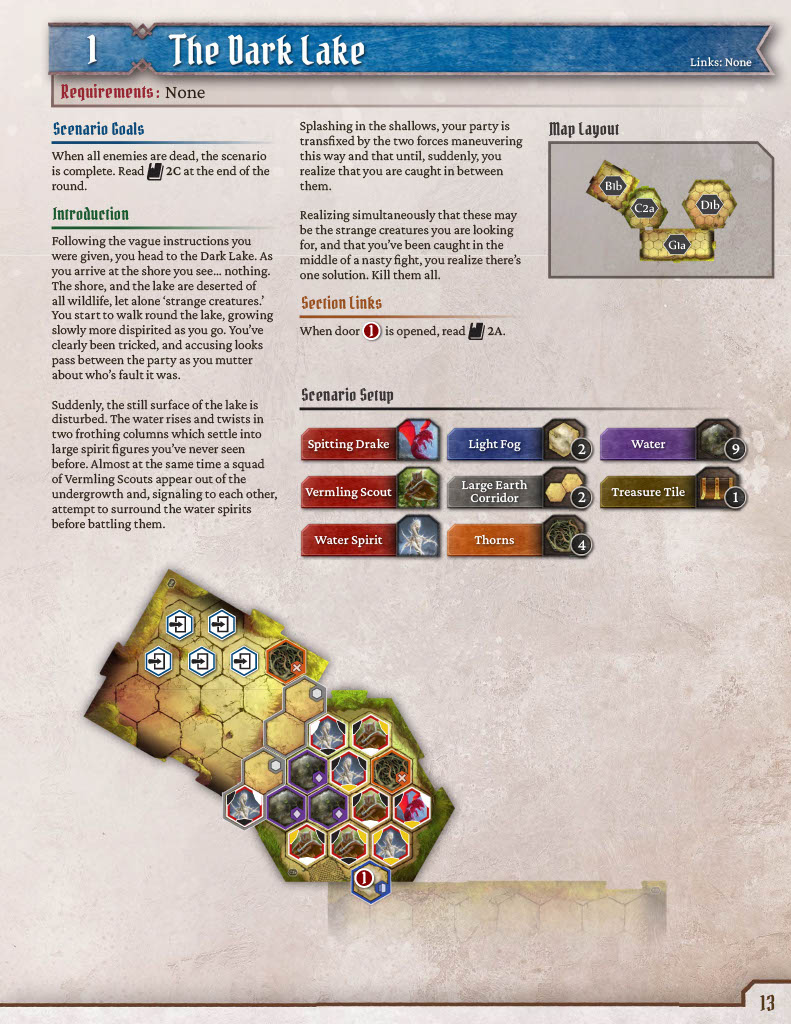 1 The Dark Lake
Links: None
Requirements: None
Scenario Goals
When all enemies are dead, the scenario
is complete. Read 2C at the end of the
round.
Introduction
Following the vague instructions you
were given, you head to the Dark Lake. As
you arrive at the shore you see... nothing.
The shore, and the lake are deserted of
all wildlife, let alone ‘strange creatures.’
You start to walk round the lake, growing
slowly more dispirited as you go. You’ve
clearly been tricked, and accusing looks
pass between the party as you mutter
about who’s fault it was.
Suddenly, the still surface of the lake is
disturbed. The water rises and twists in
two frothing columns which settle into
large spirit figures you’ve never seen
before. Almost at the same time a squad
of Vermling Scouts appear out of the
undergrowth and, signaling to each other,
attempt to surround the water spirits
before battling them.
Splashing in the shallows, your party is
transfixed by the two forces maneuvering
this way and that until, suddenly, you
realize that you are caught in between
them.
Realizing simultaneously that these may
be the strange creatures you are looking
for, and that you’ve been caught in the
middle of a nasty fight, you realize there’s
one solution. Kill them all.
Section Links
When door 1 is opened, read 2A.
Map Layout
B1b
C2a
D1b
G1a
Scenario Setup
Spitting Drake
Light Fog 2
Water 9
Vermling Scout
Large Earth
Corridor 2
Treasure Tile 1
Water Spirit
Thorns 4
1
13